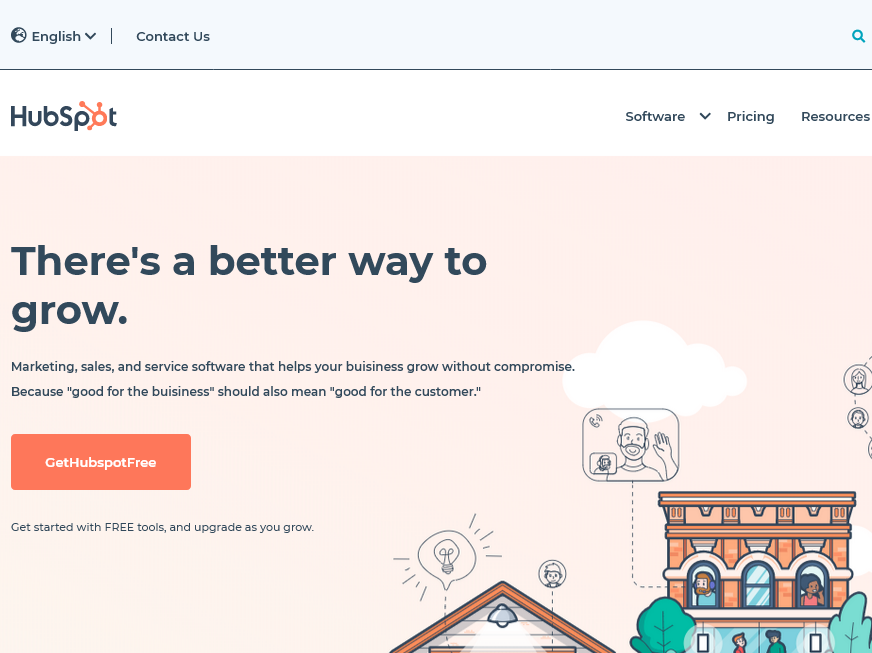 English
Contact Us
HubSpot
Software
Pricing
Resources
There's a better way to
grow.
Marketing, sales, and service software that helps your buisiness grow without compromise.
Because "good for the buisiness" should also mean "good for the customer."
GetHubspotFree
Get started with FREE tools, and upgrade as you grow.